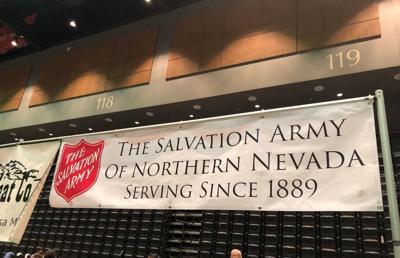 118
119
THE SALVATION ARMY
THE SALVATION ARMY
OF NORTHERN NEVADA
SERVING SINCE 1889